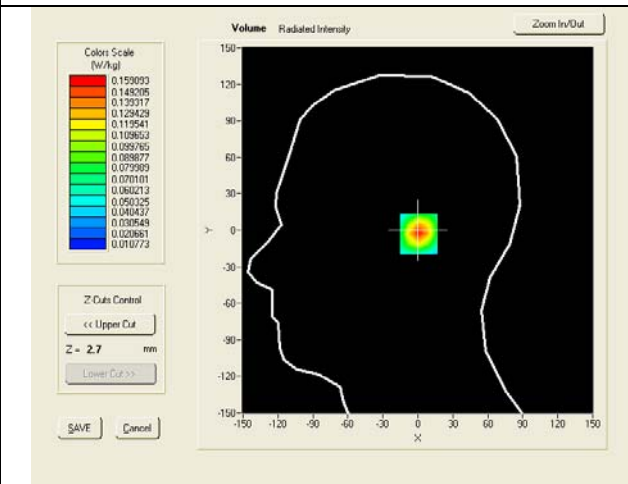 Volume Radiated Intensity
Zoom In/Out
Colors Scale
(W/kg)
0.159093
0.149205
0.139317
0.129429
0.119541
0.109653
0.099765
0.089877
0.079989
0.070101
0.060213
0.050325
0.040437
0.030549
0.020661
0.010773
Z-Cuts Control
<< Upper Cut
Z = 2.7 mm
Lower Cut >>
SAVE Cancel
150-
120-
90-
60-
30-
0-
-30-
-60-
-90-
-120-
-150-
Y
-150 -120 -90 -60 -30 0 30 60 90 120 150
X